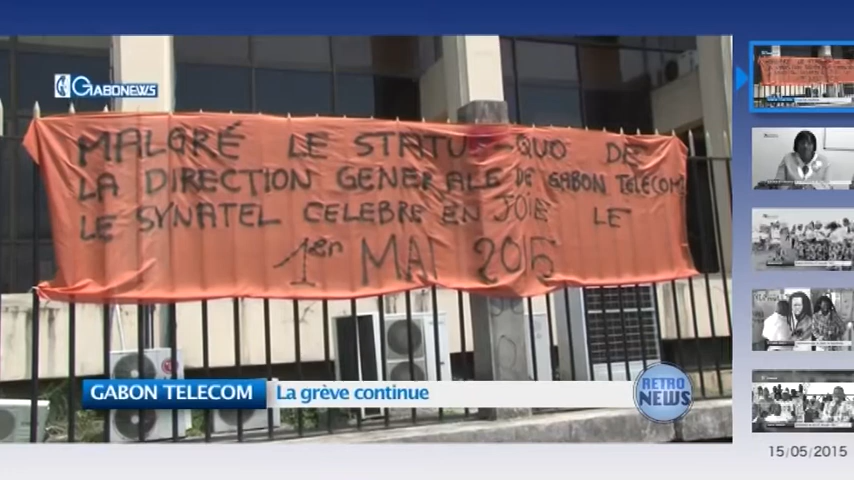 GABONEWS
MALGRÉ LE STATU-QUO DE
LA DIRECTION GENERALE DE GABON TELECOM,
LE SYNATEL CELEBRE EN JOIE LE
1er MAI 2015
GABON TELECOM La grève continue
RETRO
NEWS
15/05/2015